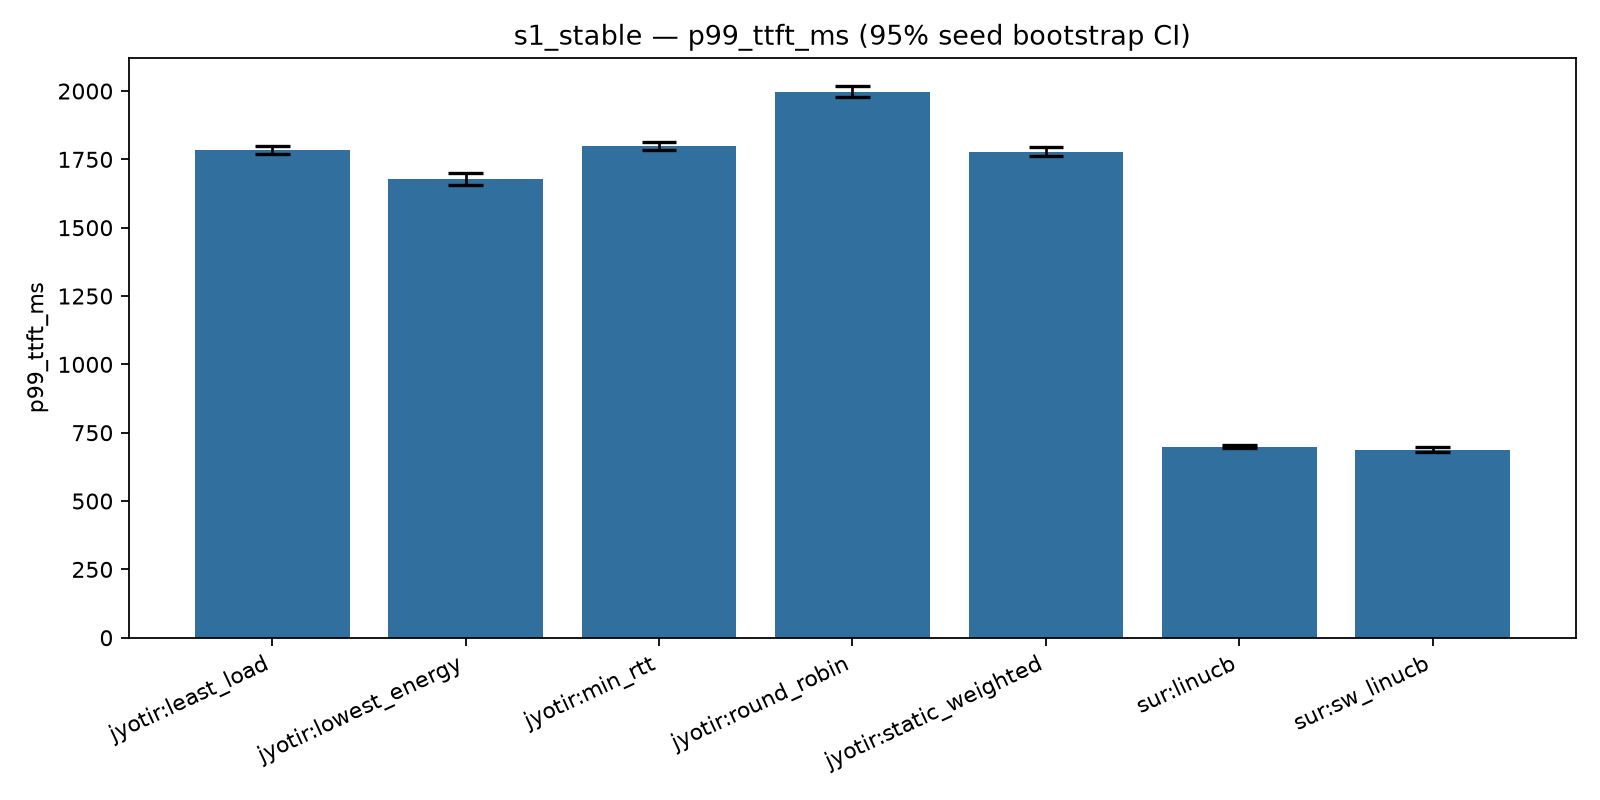 s1_stable — p99_ttft_ms (95% seed bootstrap CI)
p99_ttft_ms
2000
1750
1500
1250
1000
750
500
250
0
jyotir:least_load
jyotir:lowest_energy
jyotir:min_rtt
jyotir:round_robin
jyotir:static_weighted
sur:linucb
sur:sw_linucb